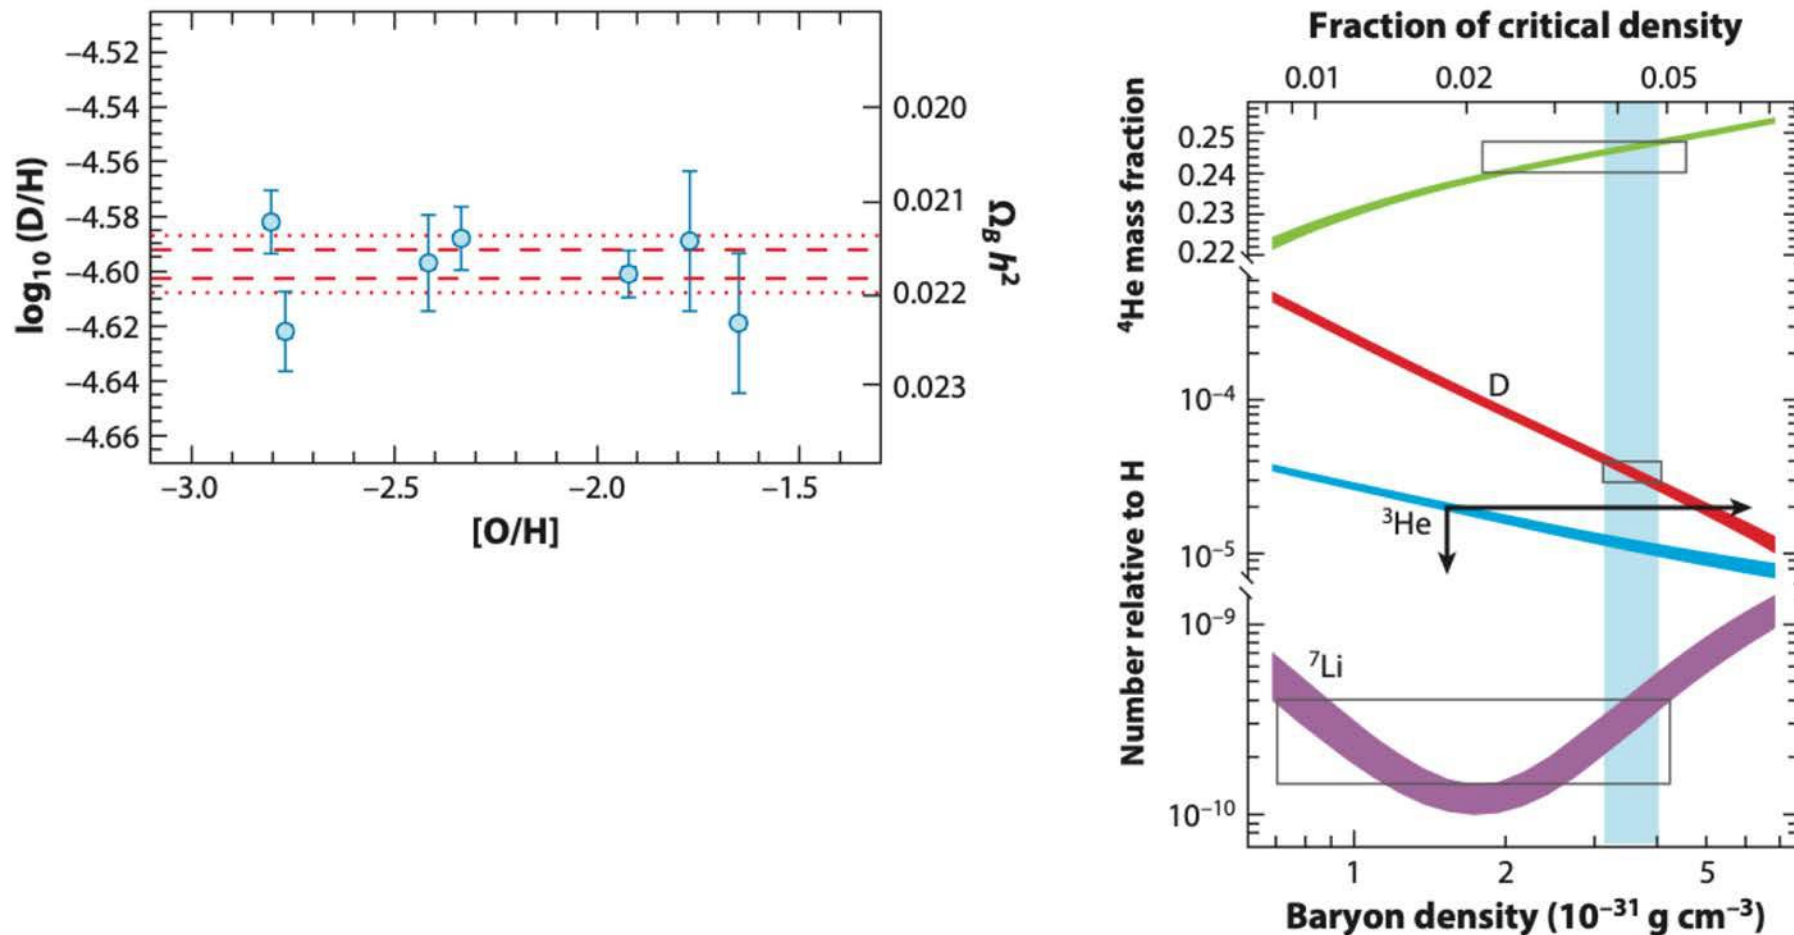 −4.52
−4.54
−4.56
−4.58
−4.60
−4.62
−4.64
−4.66
log₁₀ (D/H)
−3.0 −2.5 −2.0 −1.5
[O/H]
0.020
0.021
0.022
0.023
Ω_B h²
Fraction of critical density
0.01 0.02 0.05
⁴He mass fraction
0.25
0.24
0.23
0.22
D
10⁻⁴
³He
10⁻⁵
Number relative to H
10⁻⁹
⁷Li
10⁻¹⁰
1 2 5
Baryon density (10⁻³¹ g cm⁻³)